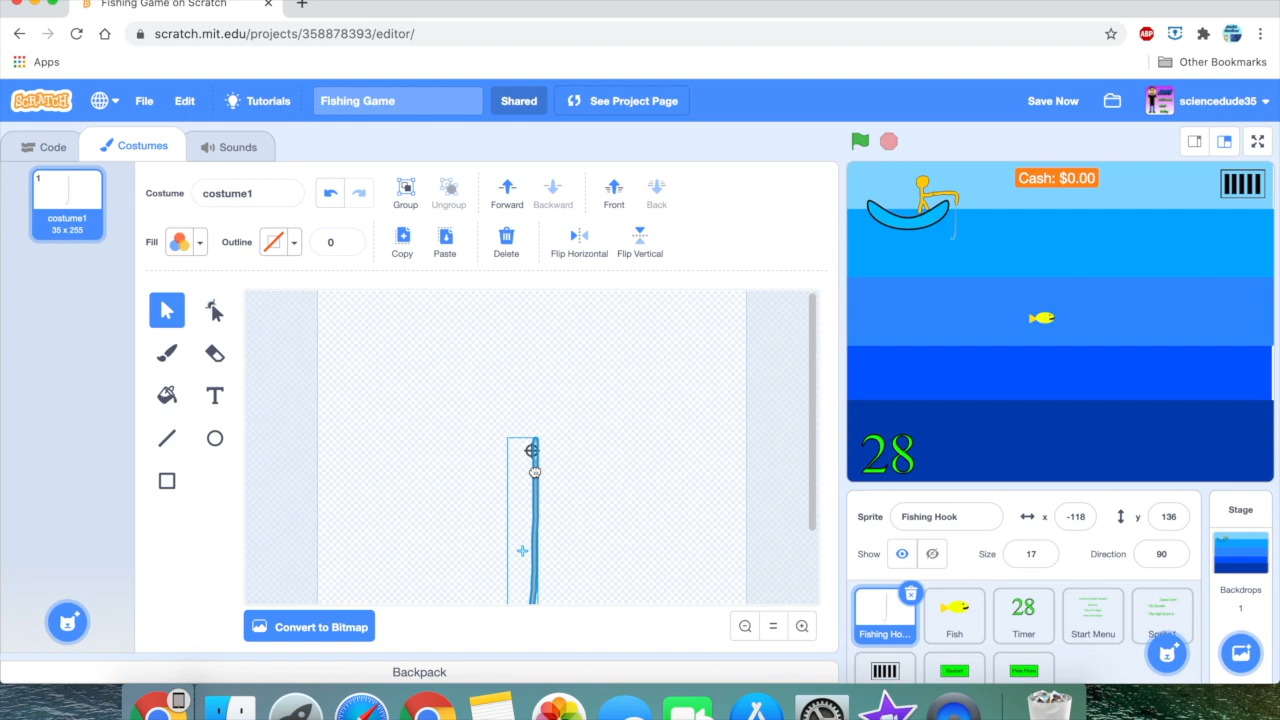 Fishing Game on Scratch
scratch.mit.edu/projects/358878393/editor/
ABP
Apps
Other Bookmarks
SCRATCH
File
Edit
Tutorials
Fishing Game
Shared
See Project Page
Save Now
sciencedude35
Code
Costumes
Sounds
1
costume1
35 x 255
Costume
costume1
Group
Ungroup
Forward
Backward
Front
Back
Fill
Outline
0
Copy
Paste
Delete
Flip Horizontal
Flip Vertical
Convert to Bitmap
Backpack
Cash: $0.00
28
Sprite
Fishing Hook
x
-118
y
136
Show
Size
17
Direction
90
Fishing Ho...
Fish
28
Timer
Start Menu
Stage
Backdrops
1